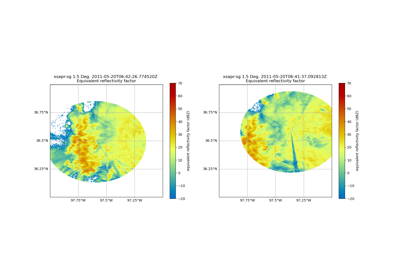 xsapr-sg 1.5 Deg. 2011-05-20T06:42:26.774520Z
Equivalent reflectivity factor
36.75°N
36.5°N
36.25°N
97.75°W 97.5°W 97.25°W
70
60
50
40
30
20
10
0
−10
−20
equivalent reflectivity factor (dBZ)
xsapr-sg 1.5 Deg. 2011-05-20T06:41:37.092813Z
Equivalent reflectivity factor
36.75°N
36.5°N
36.25°N
97.75°W 97.5°W 97.25°W
70
60
50
40
30
20
10
0
−10
−20
equivalent reflectivity factor (dBZ)